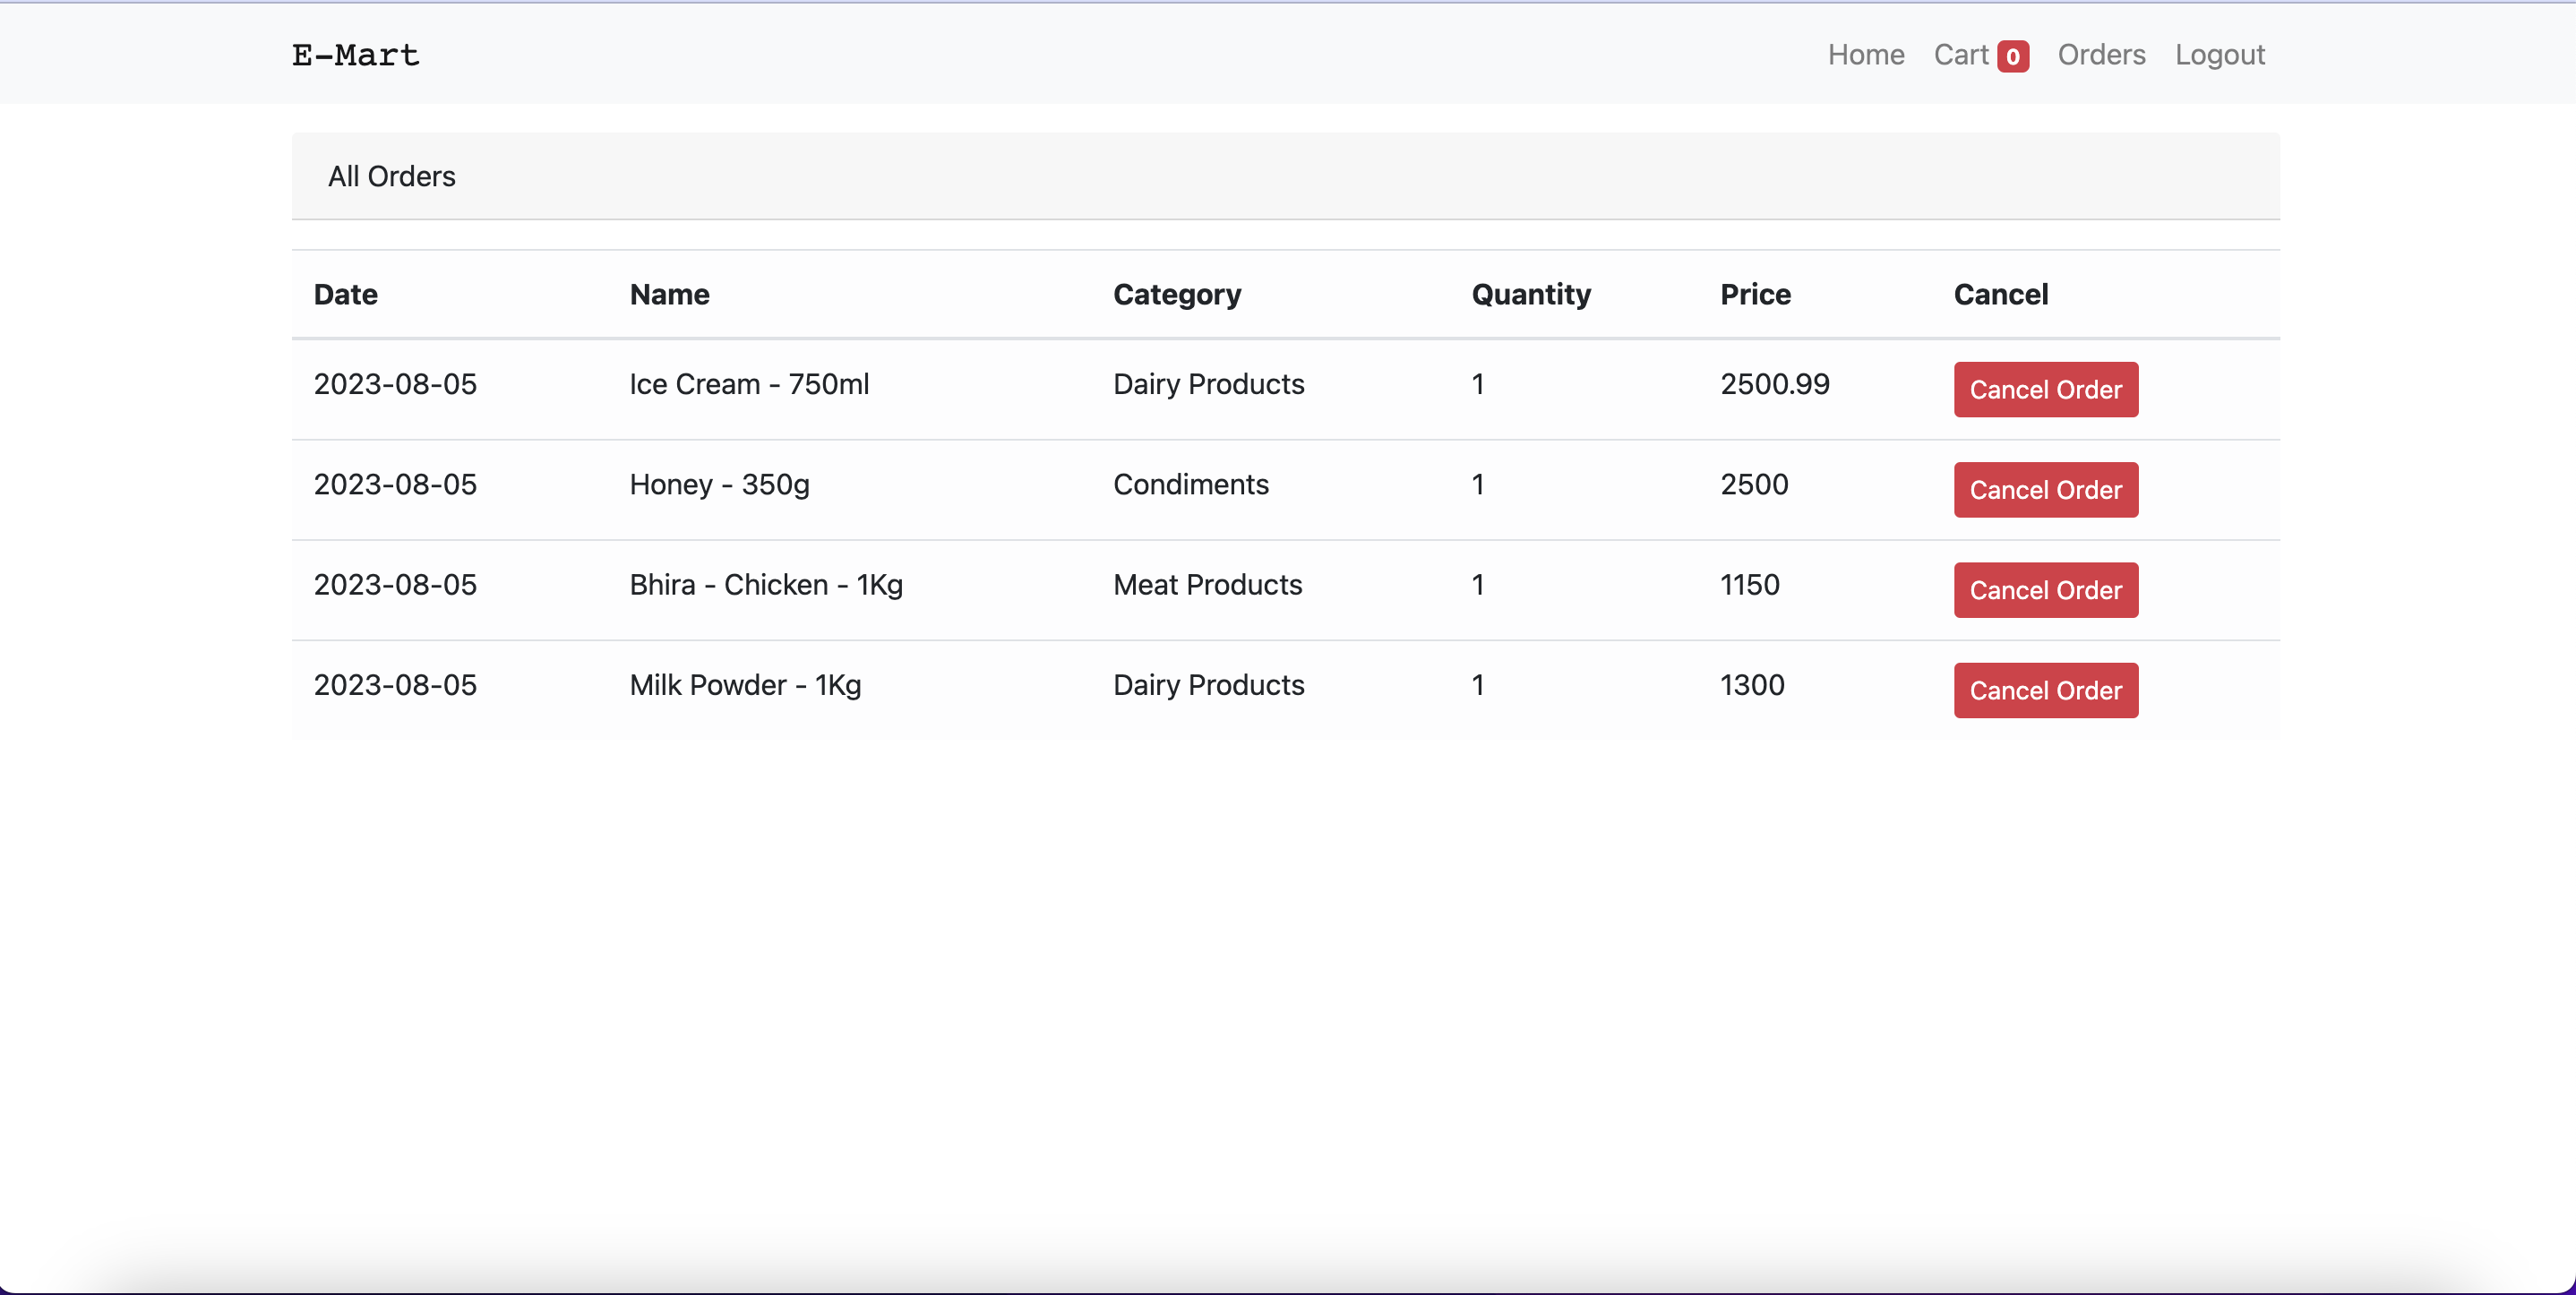 E-Mart Home Cart 0 Orders Logout
All Orders
Date Name Category Quantity Price Cancel
2023-08-05 Ice Cream - 750ml Dairy Products 1 2500.99 Cancel Order
2023-08-05 Honey - 350g Condiments 1 2500 Cancel Order
2023-08-05 Bhira - Chicken - 1Kg Meat Products 1 1150 Cancel Order
2023-08-05 Milk Powder - 1Kg Dairy Products 1 1300 Cancel Order